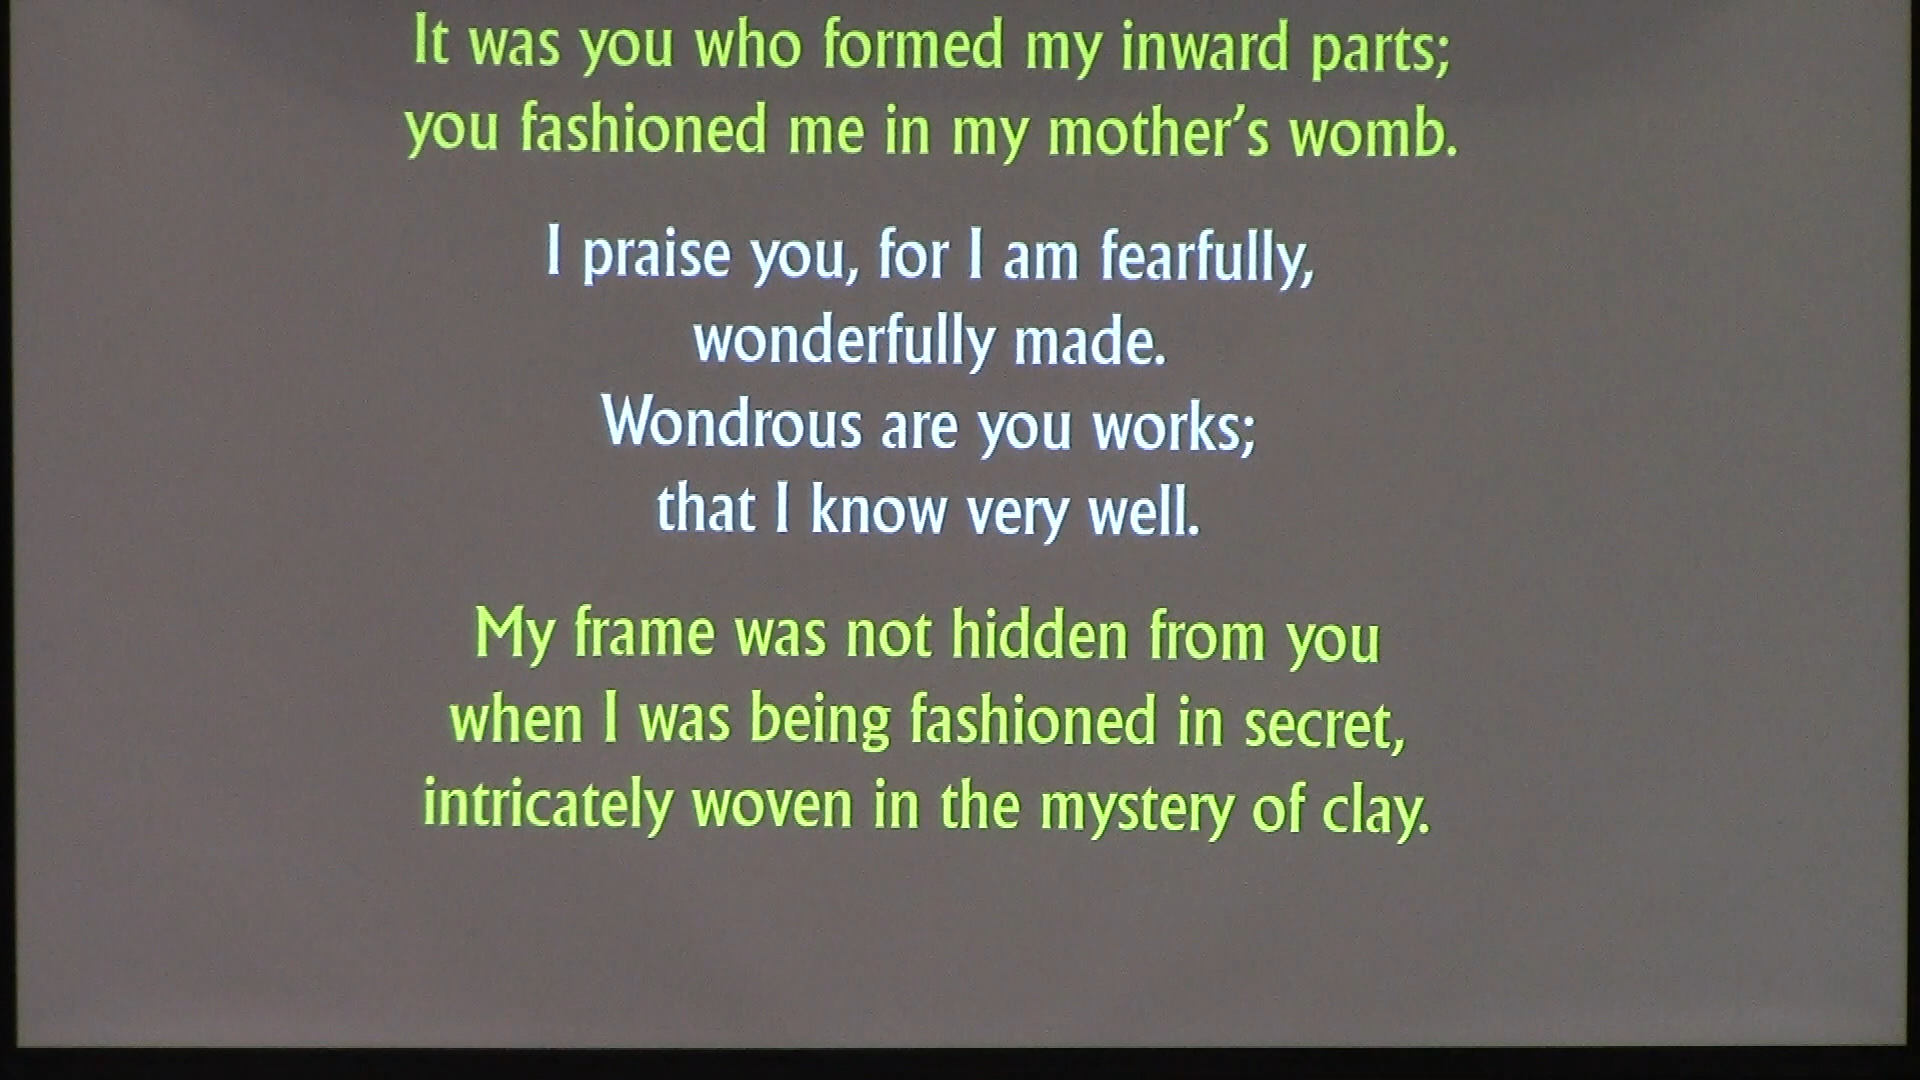 It was you who formed my inward parts;
you fashioned me in my mother’s womb.
I praise you, for I am fearfully,
wonderfully made.
Wondrous are you works;
that I know very well.
My frame was not hidden from you
when I was being fashioned in secret,
intricately woven in the mystery of clay.